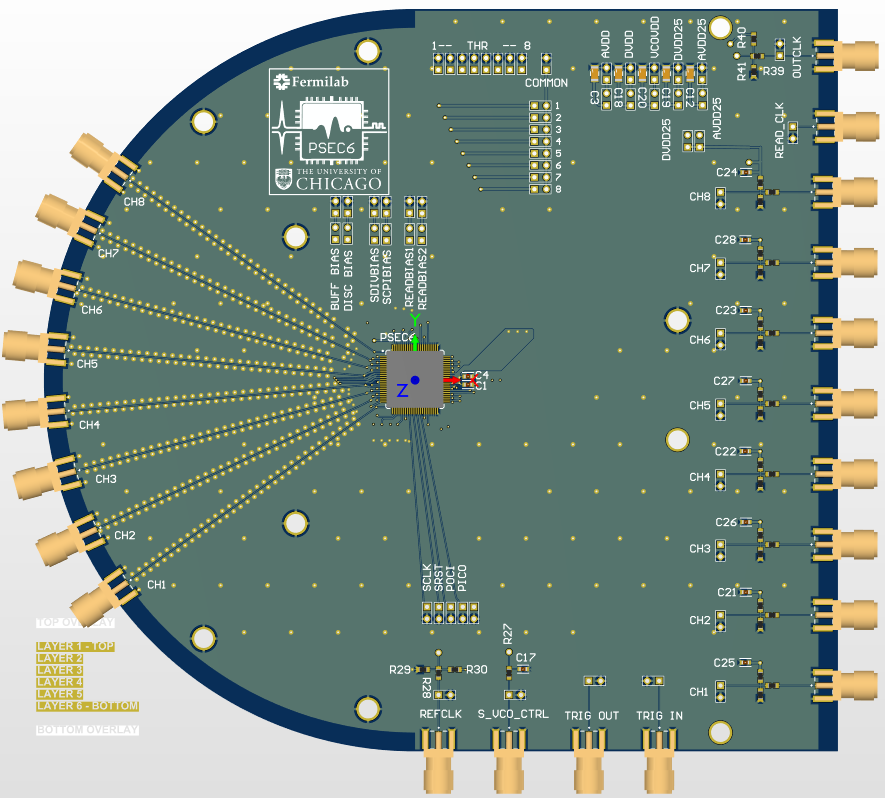 1-- THR -- 8
COMMON
1
2
3
4
5
6
7
8
AVDD
DVDD
VCOVDD
DVDD25
AVDD25
C3
C18
C20
C19
C12
R40
R41
R39
OUTCLK
READ_CLK
DVDD25
AVDD25
Fermilab
PSEC6
THE UNIVERSITY OF
CHICAGO
BUFF BIAS
DISC BIAS
SDIVBIAS
SCPIBIAS
READBIAS1
READBIAS2
CH8
CH7
CH6
CH5
CH4
CH3
CH2
CH1
PSEC6
Y
Z
C4
C1
C24
CH8
C28
CH7
C23
CH6
C27
CH5
C22
CH4
C26
CH3
C21
CH2
C25
CH1
SCLK
SRST
POCI
PICO
R29
R30
R28
R27
C17
REFCLK
S_VCO_CTRL
TRIG OUT
TRIG IN
TOP OVERLAY
LAYER 1 - TOP
LAYER 2
LAYER 3
LAYER 4
LAYER 5
LAYER 6 - BOTTOM
BOTTOM OVERLAY